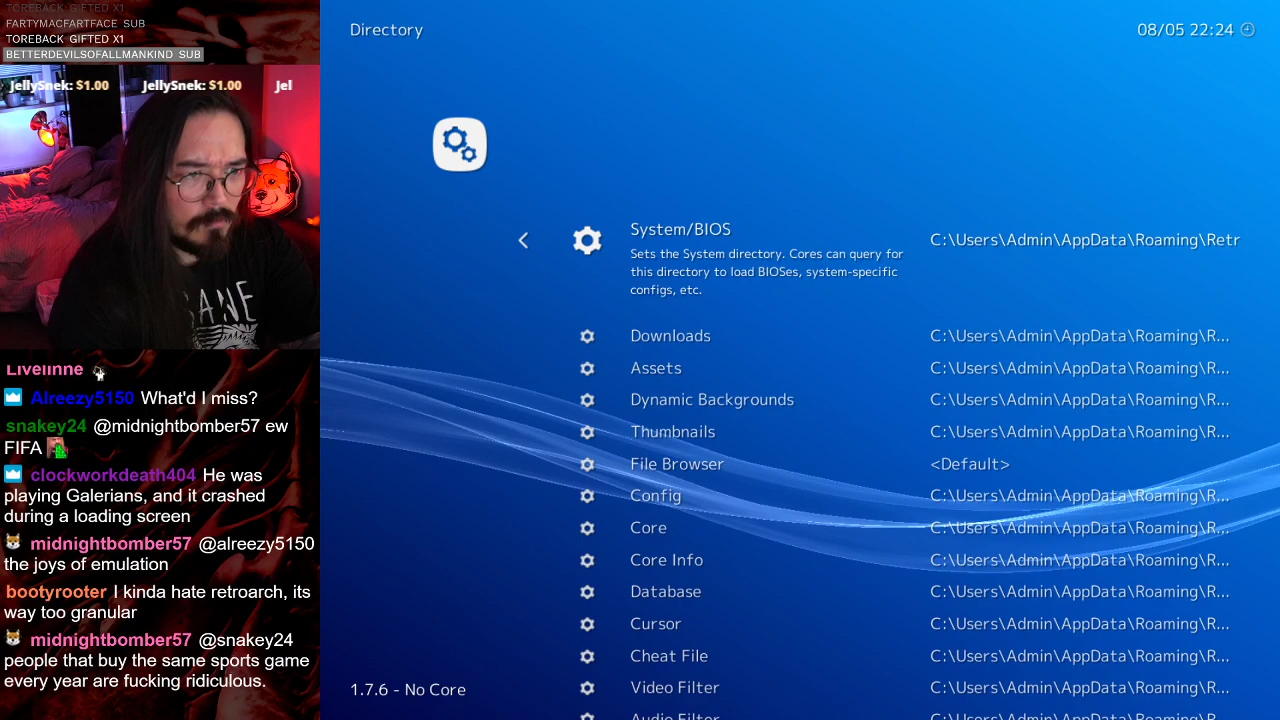 TOREBACK GIFTED X1
FARTYMACFARTFACE SUB
TOREBACK GIFTED X1
BETTERDEVILSOFALLMANKIND SUB
JellySnek: $1.00 JellySnek: $1.00 Jel
ANE
Livelinne
Alreezy5150 What'd I miss?
snakey24 @midnightbomber57 ew
FIFA
clockworkdeath404 He was
playing Galerians, and it crashed
during a loading screen
midnightbomber57 @alreezy5150
the joys of emulation
bootyrooter I kinda hate retroarch, its
way too granular
midnightbomber57 @snakey24
people that buy the same sports game
every year are fucking ridiculous.
Directory
08/05 22:24
System/BIOS
Sets the System directory. Cores can query for
this directory to load BIOSes, system-specific
configs, etc.
C:\Users\Admin\AppData\Roaming\Retr
Downloads C:\Users\Admin\AppData\Roaming\R...
Assets C:\Users\Admin\AppData\Roaming\R...
Dynamic Backgrounds C:\Users\Admin\AppData\Roaming\R...
Thumbnails C:\Users\Admin\AppData\Roaming\R...
File Browser <Default>
Config C:\Users\Admin\AppData\Roaming\R...
Core C:\Users\Admin\AppData\Roaming\R...
Core Info C:\Users\Admin\AppData\Roaming\R...
Database C:\Users\Admin\AppData\Roaming\R...
Cursor C:\Users\Admin\AppData\Roaming\R...
Cheat File C:\Users\Admin\AppData\Roaming\R...
Video Filter C:\Users\Admin\AppData\Roaming\R...
Audio Filter C:\Users\Admin\AppData\Roaming\R...
1.7.6 - No Core